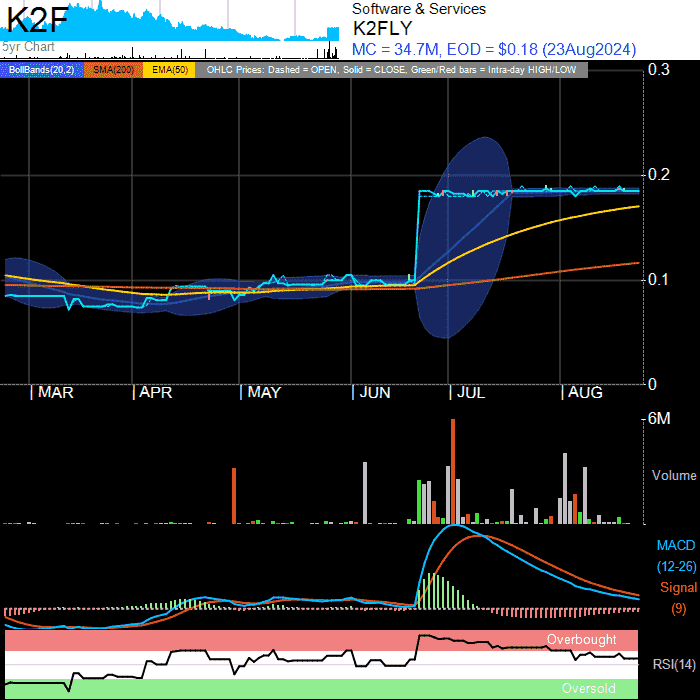 K2F
5yr Chart
Software & Services
K2FLY
MC = 34.7M, EOD = $0.18 (23Aug2024)
BollBands(20,2) SMA(200) EMA(50) OHLC Prices: Dashed = OPEN, Solid = CLOSE, Green/Red bars = Intra-day HIGH/LOW
0.3
0.2
0.1
0
| MAR | APR | MAY | JUN | JUL | AUG
6M
Volume
MACD
(12-26)
Signal
(9)
Overbought
RSI(14)
Oversold